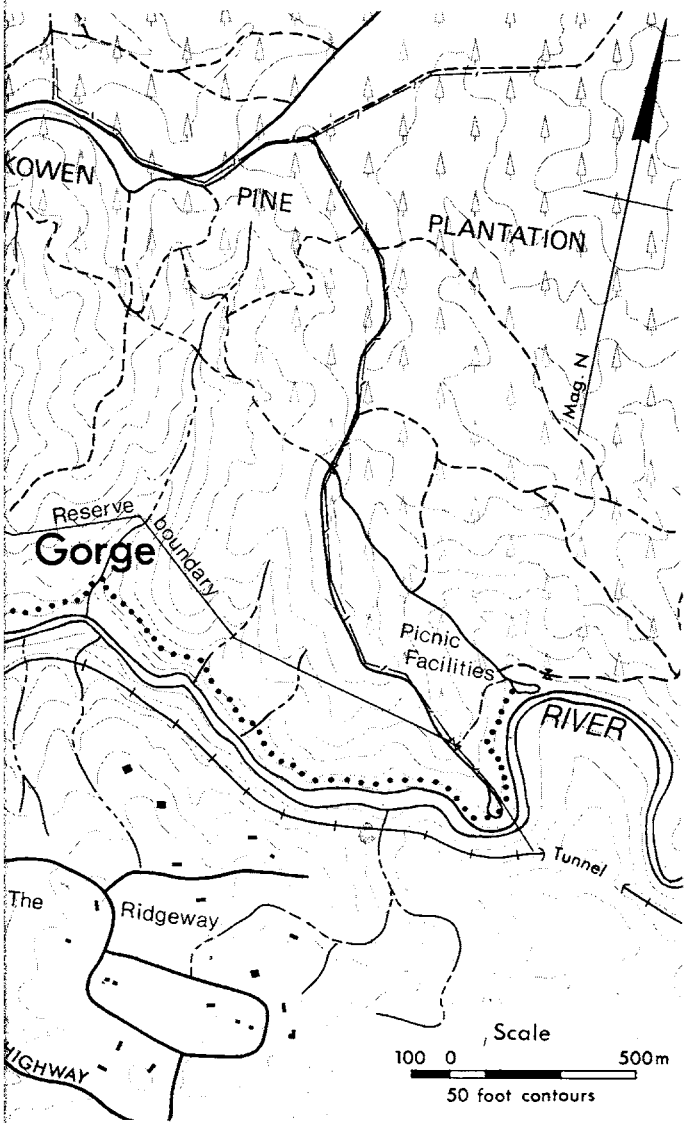 KOWEN
PINE
PLANTATION
Mag. N
Reserve
boundary
Gorge
Picnic
Facilities
RIVER
Tunnel
The
Ridgeway
HIGHWAY
Scale
100 0 500m
50 foot contours